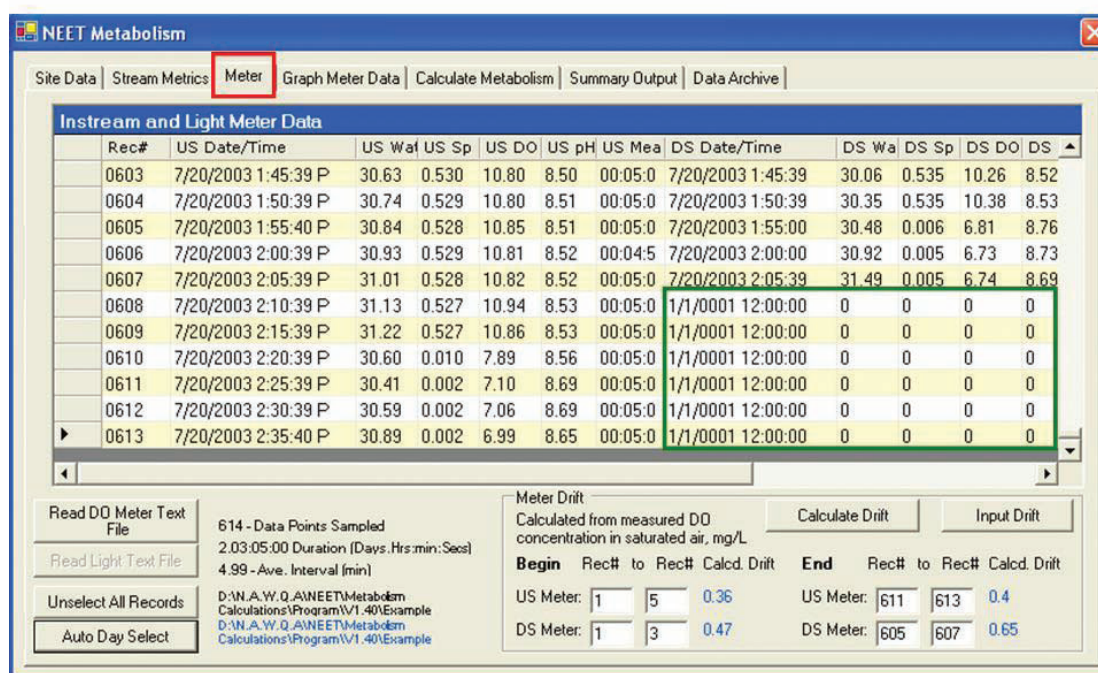 NEET Metabolism
Site Data Stream Metrics Meter Graph Meter Data Calculate Metabolism Summary Output Data Archive
Instream and Light Meter Data
Rec# US Date/Time US Wat US Sp US DO US pH US Mea DS Date/Time DS Wa DS Sp DS DO DS
0603 7/20/2003 1:45:39 P 30.63 0.530 10.80 8.50 00:05:0 7/20/2003 1:45:39 30.06 0.535 10.26 8.52
0604 7/20/2003 1:50:39 P 30.74 0.529 10.80 8.51 00:05:0 7/20/2003 1:50:39 30.35 0.535 10.38 8.53
0605 7/20/2003 1:55:40 P 30.84 0.528 10.85 8.51 00:05:0 7/20/2003 1:55:00 30.48 0.006 6.81 8.76
0606 7/20/2003 2:00:39 P 30.93 0.529 10.81 8.52 00:04:5 7/20/2003 2:00:00 30.92 0.005 6.73 8.73
0607 7/20/2003 2:05:39 P 31.01 0.528 10.82 8.52 00:05:0 7/20/2003 2:05:39 31.49 0.005 6.74 8.69
0608 7/20/2003 2:10:39 P 31.13 0.527 10.94 8.53 00:05:0 1/1/0001 12:00:00 0 0 0 0
0609 7/20/2003 2:15:39 P 31.22 0.527 10.86 8.53 00:05:0 1/1/0001 12:00:00 0 0 0 0
0610 7/20/2003 2:20:39 P 30.60 0.010 7.89 8.56 00:05:0 1/1/0001 12:00:00 0 0 0 0
0611 7/20/2003 2:25:39 P 30.41 0.002 7.10 8.69 00:05:0 1/1/0001 12:00:00 0 0 0 0
0612 7/20/2003 2:30:39 P 30.59 0.002 7.06 8.69 00:05:0 1/1/0001 12:00:00 0 0 0 0
0613 7/20/2003 2:35:40 P 30.89 0.002 6.99 8.65 00:05:0 1/1/0001 12:00:00 0 0 0 0
Read DO Meter Text
File
Read Light Text File
Unselect All Records
Auto Day Select
614 - Data Points Sampled
2.03:05:00 Duration (Days.Hrs:min:Secs)
4.99 - Ave. Interval (min)
D:\N.A.W.Q.A\NEET\Metabolism
Calculations\Program\V1.40\Example
D:\N.A.W.Q.A\NEET\Metabolism
Calculations\Program\V1.40\Example
Meter Drift
Calculated from measured DO
concentration in saturated air, mg/L
Calculate Drift Input Drift
Begin Rec# to Rec# Calcd. Drift End Rec# to Rec# Calcd. Drift
US Meter: 1 5 0.36 US Meter: 611 613 0.4
DS Meter: 1 3 0.47 DS Meter: 605 607 0.65